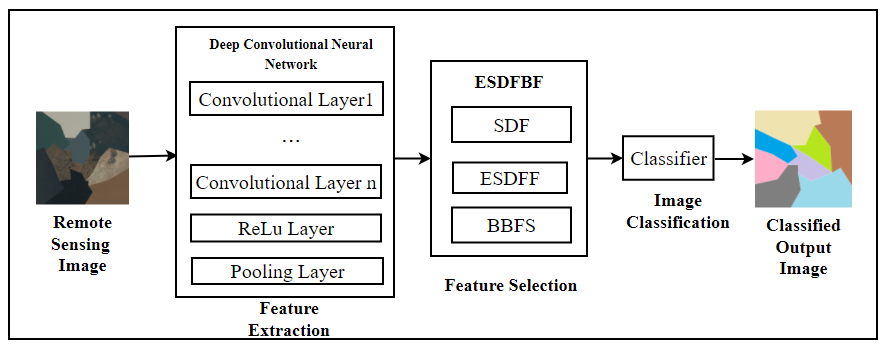 Remote
Sensing
Image
Deep Convolutional Neural
Network
Convolutional Layer1
...
Convolutional Layer n
ReLu Layer
Pooling Layer
Feature
Extraction
ESDFBF
SDF
ESDFF
BBFS
Feature Selection
Classifier
Image
Classification
Classified
Output
Image